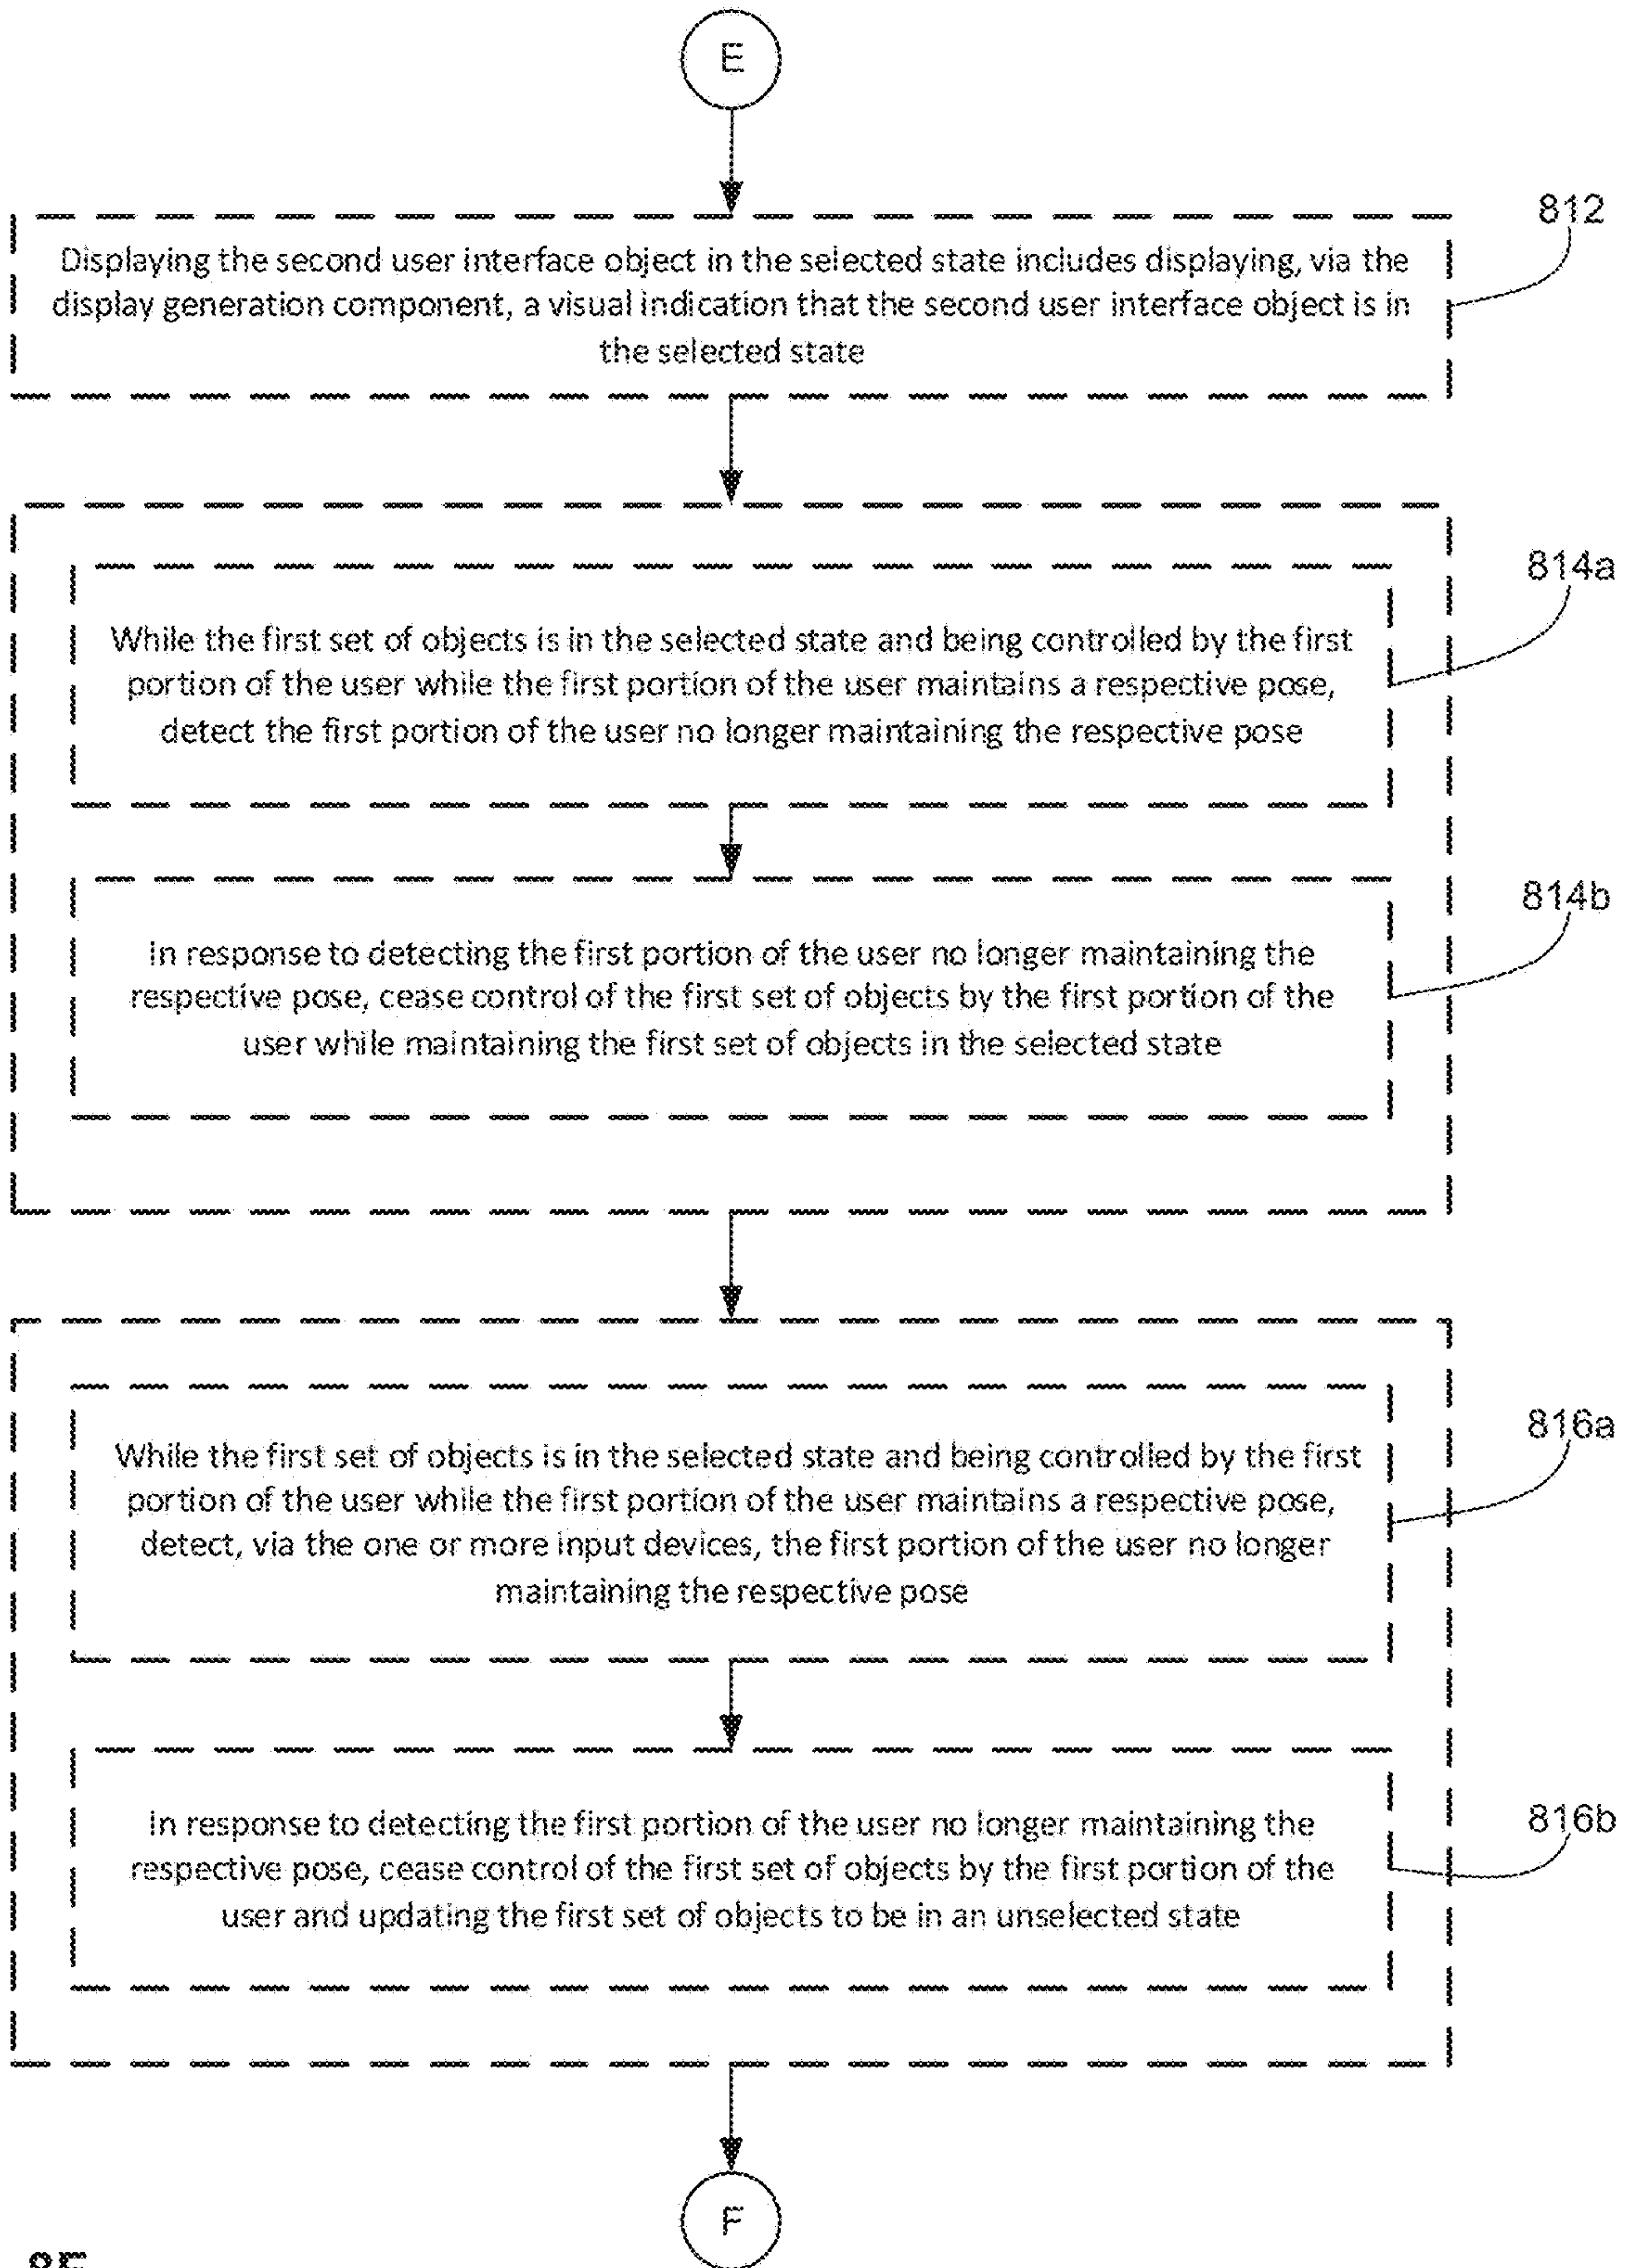 E
812
Displaying the second user interface object in the selected state includes displaying, via the
display generation component, a visual indication that the second user interface object is in
the selected state
814a
While the first set of objects is in the selected state and being controlled by the first
portion of the user while the first portion of the user maintains a respective pose,
detect the first portion of the user no longer maintaining the respective pose
814b
In response to detecting the first portion of the user no longer maintaining the
respective pose, cease control of the first set of objects by the first portion of the
user while maintaining the first set of objects in the selected state
816a
While the first set of objects is in the selected state and being controlled by the first
portion of the user while the first portion of the user maintains a respective pose,
detect, via the one or more input devices, the first portion of the user no longer
maintaining the respective pose
816b
In response to detecting the first portion of the user no longer maintaining the
respective pose, cease control of the first set of objects by the first portion of the
user and updating the first set of objects to be in an unselected state
F